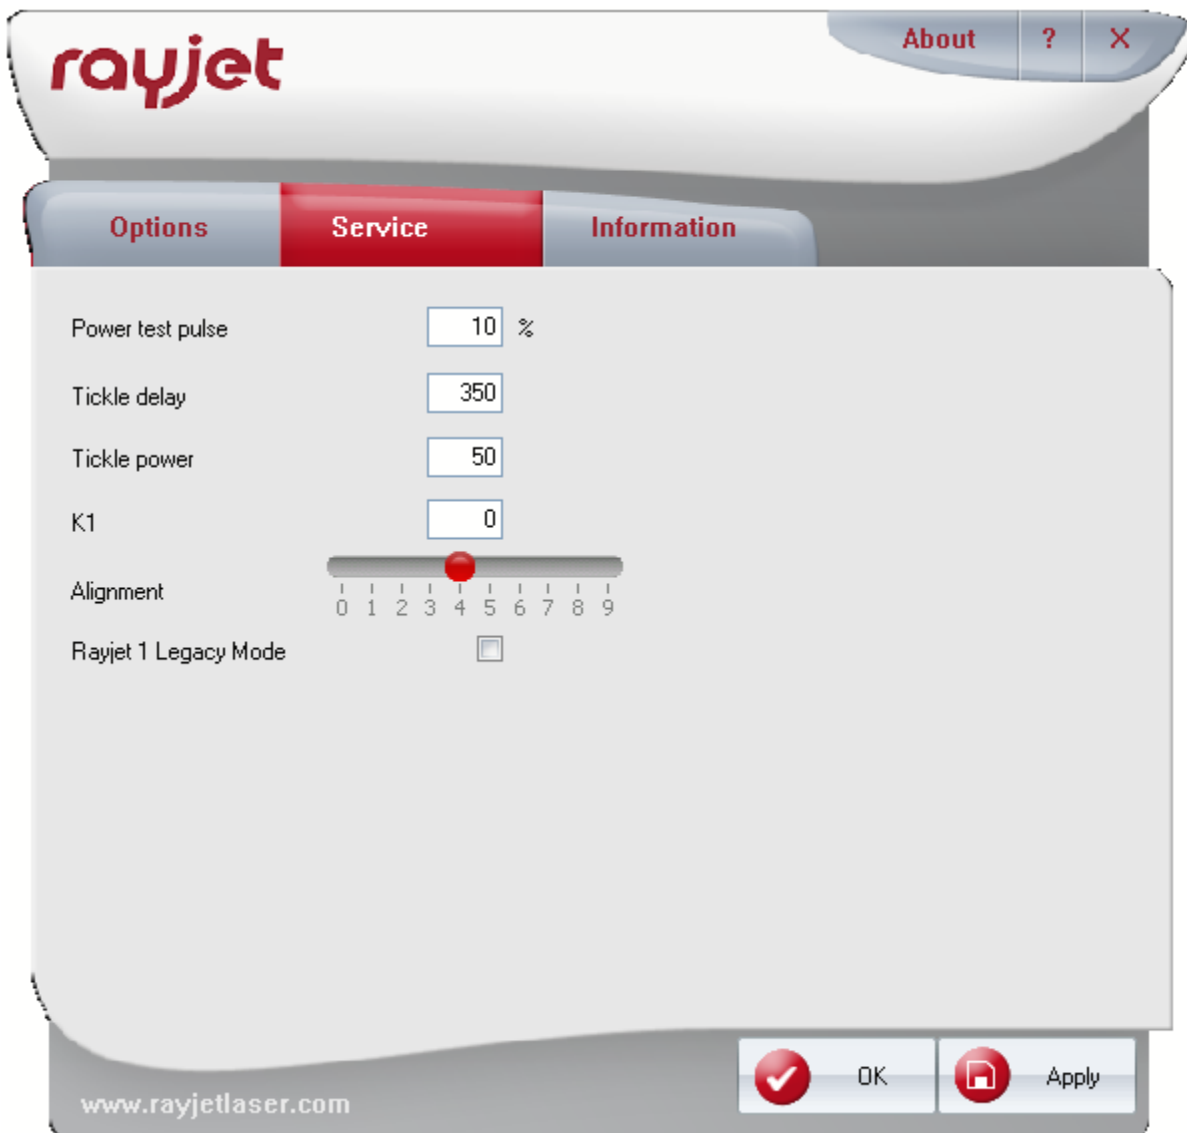 rayjet
About ? X
Options Service Information
Power test pulse 10 %
Tickle delay 350
Tickle power 50
K1 0
Alignment
0 1 2 3 4 5 6 7 8 9
Rayjet 1 Legacy Mode
OK Apply
www.rayjetlaser.com